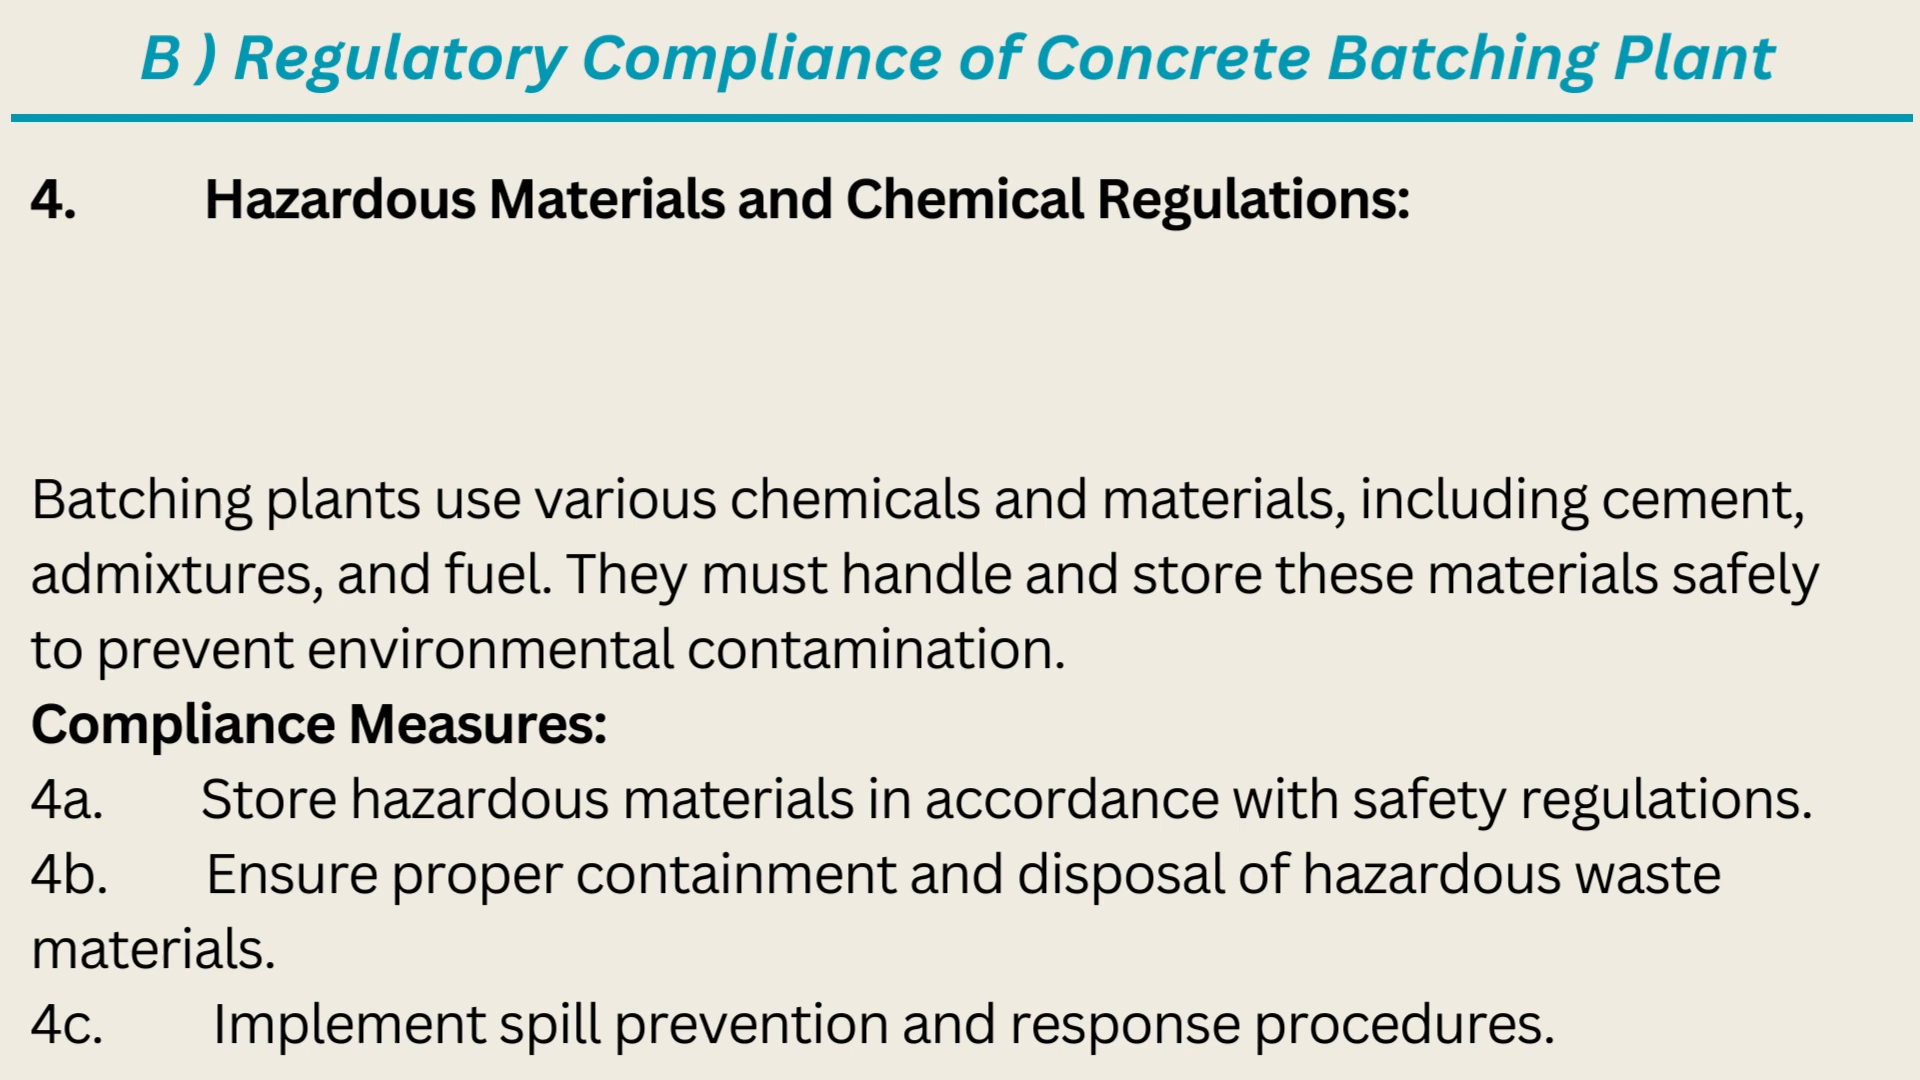 B ) Regulatory Compliance of Concrete Batching Plant
4. Hazardous Materials and Chemical Regulations:
Batching plants use various chemicals and materials, including cement,
admixtures, and fuel. They must handle and store these materials safely
to prevent environmental contamination.
Compliance Measures:
4a. Store hazardous materials in accordance with safety regulations.
4b. Ensure proper containment and disposal of hazardous waste
materials.
4c. Implement spill prevention and response procedures.